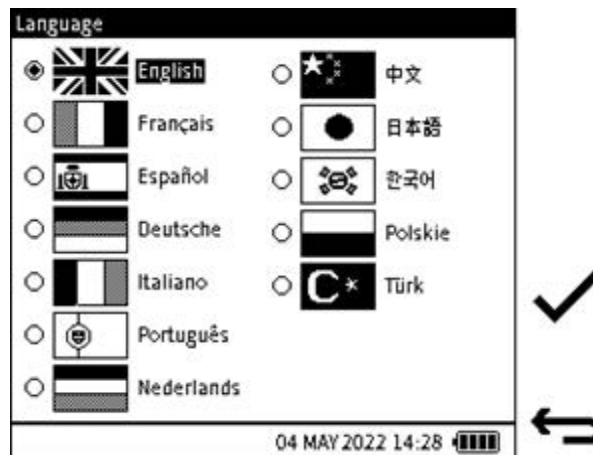 Language
English
Français
Español
Deutsche
Italiano
Português
Nederlands
中文
日本語
한국어
Polskie
Türk
04 MAY 2022 14:28